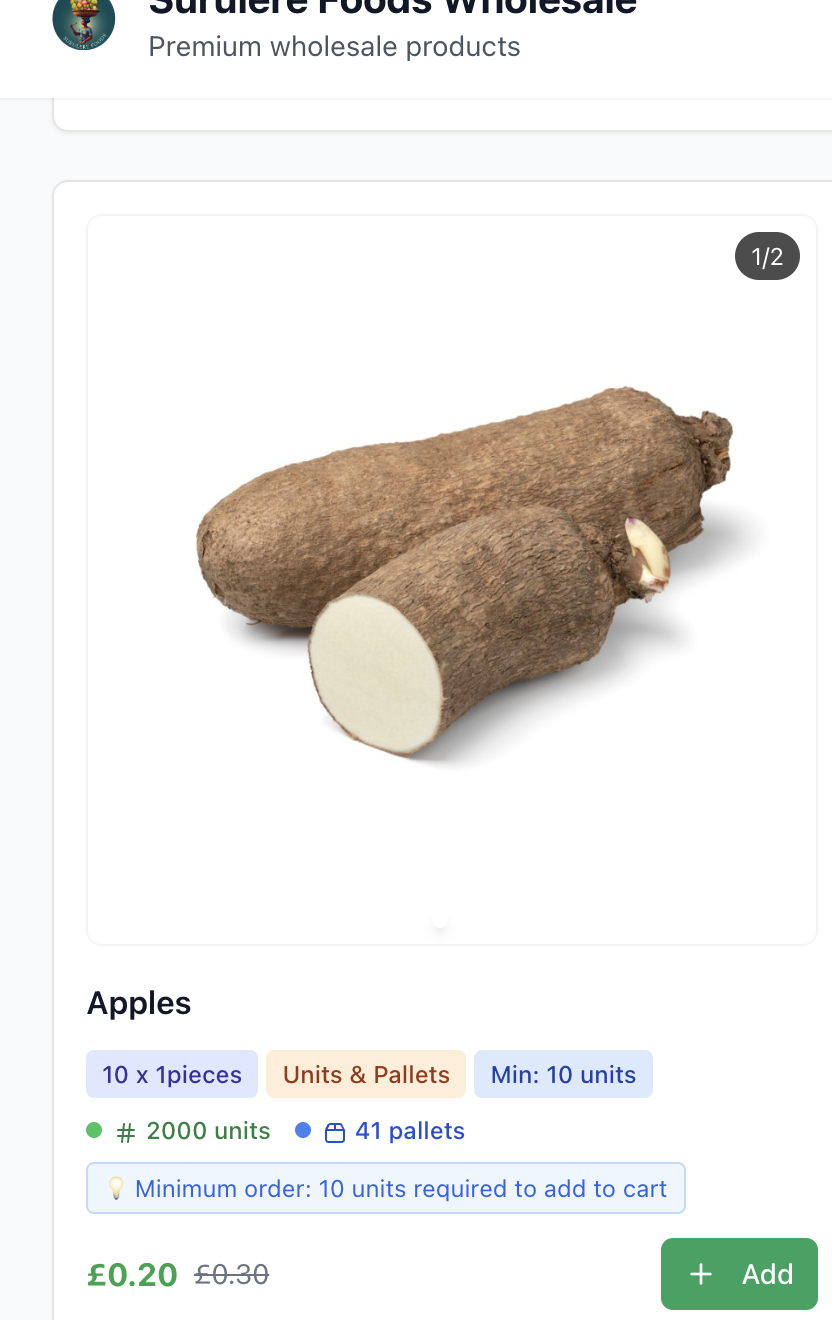 Surulere Foods Wholesale
Premium wholesale products
1/2
Apples
10 x 1pieces
Units & Pallets
Min: 10 units
# 2000 units
41 pallets
💡 Minimum order: 10 units required to add to cart
£0.20 £0.30
+ Add